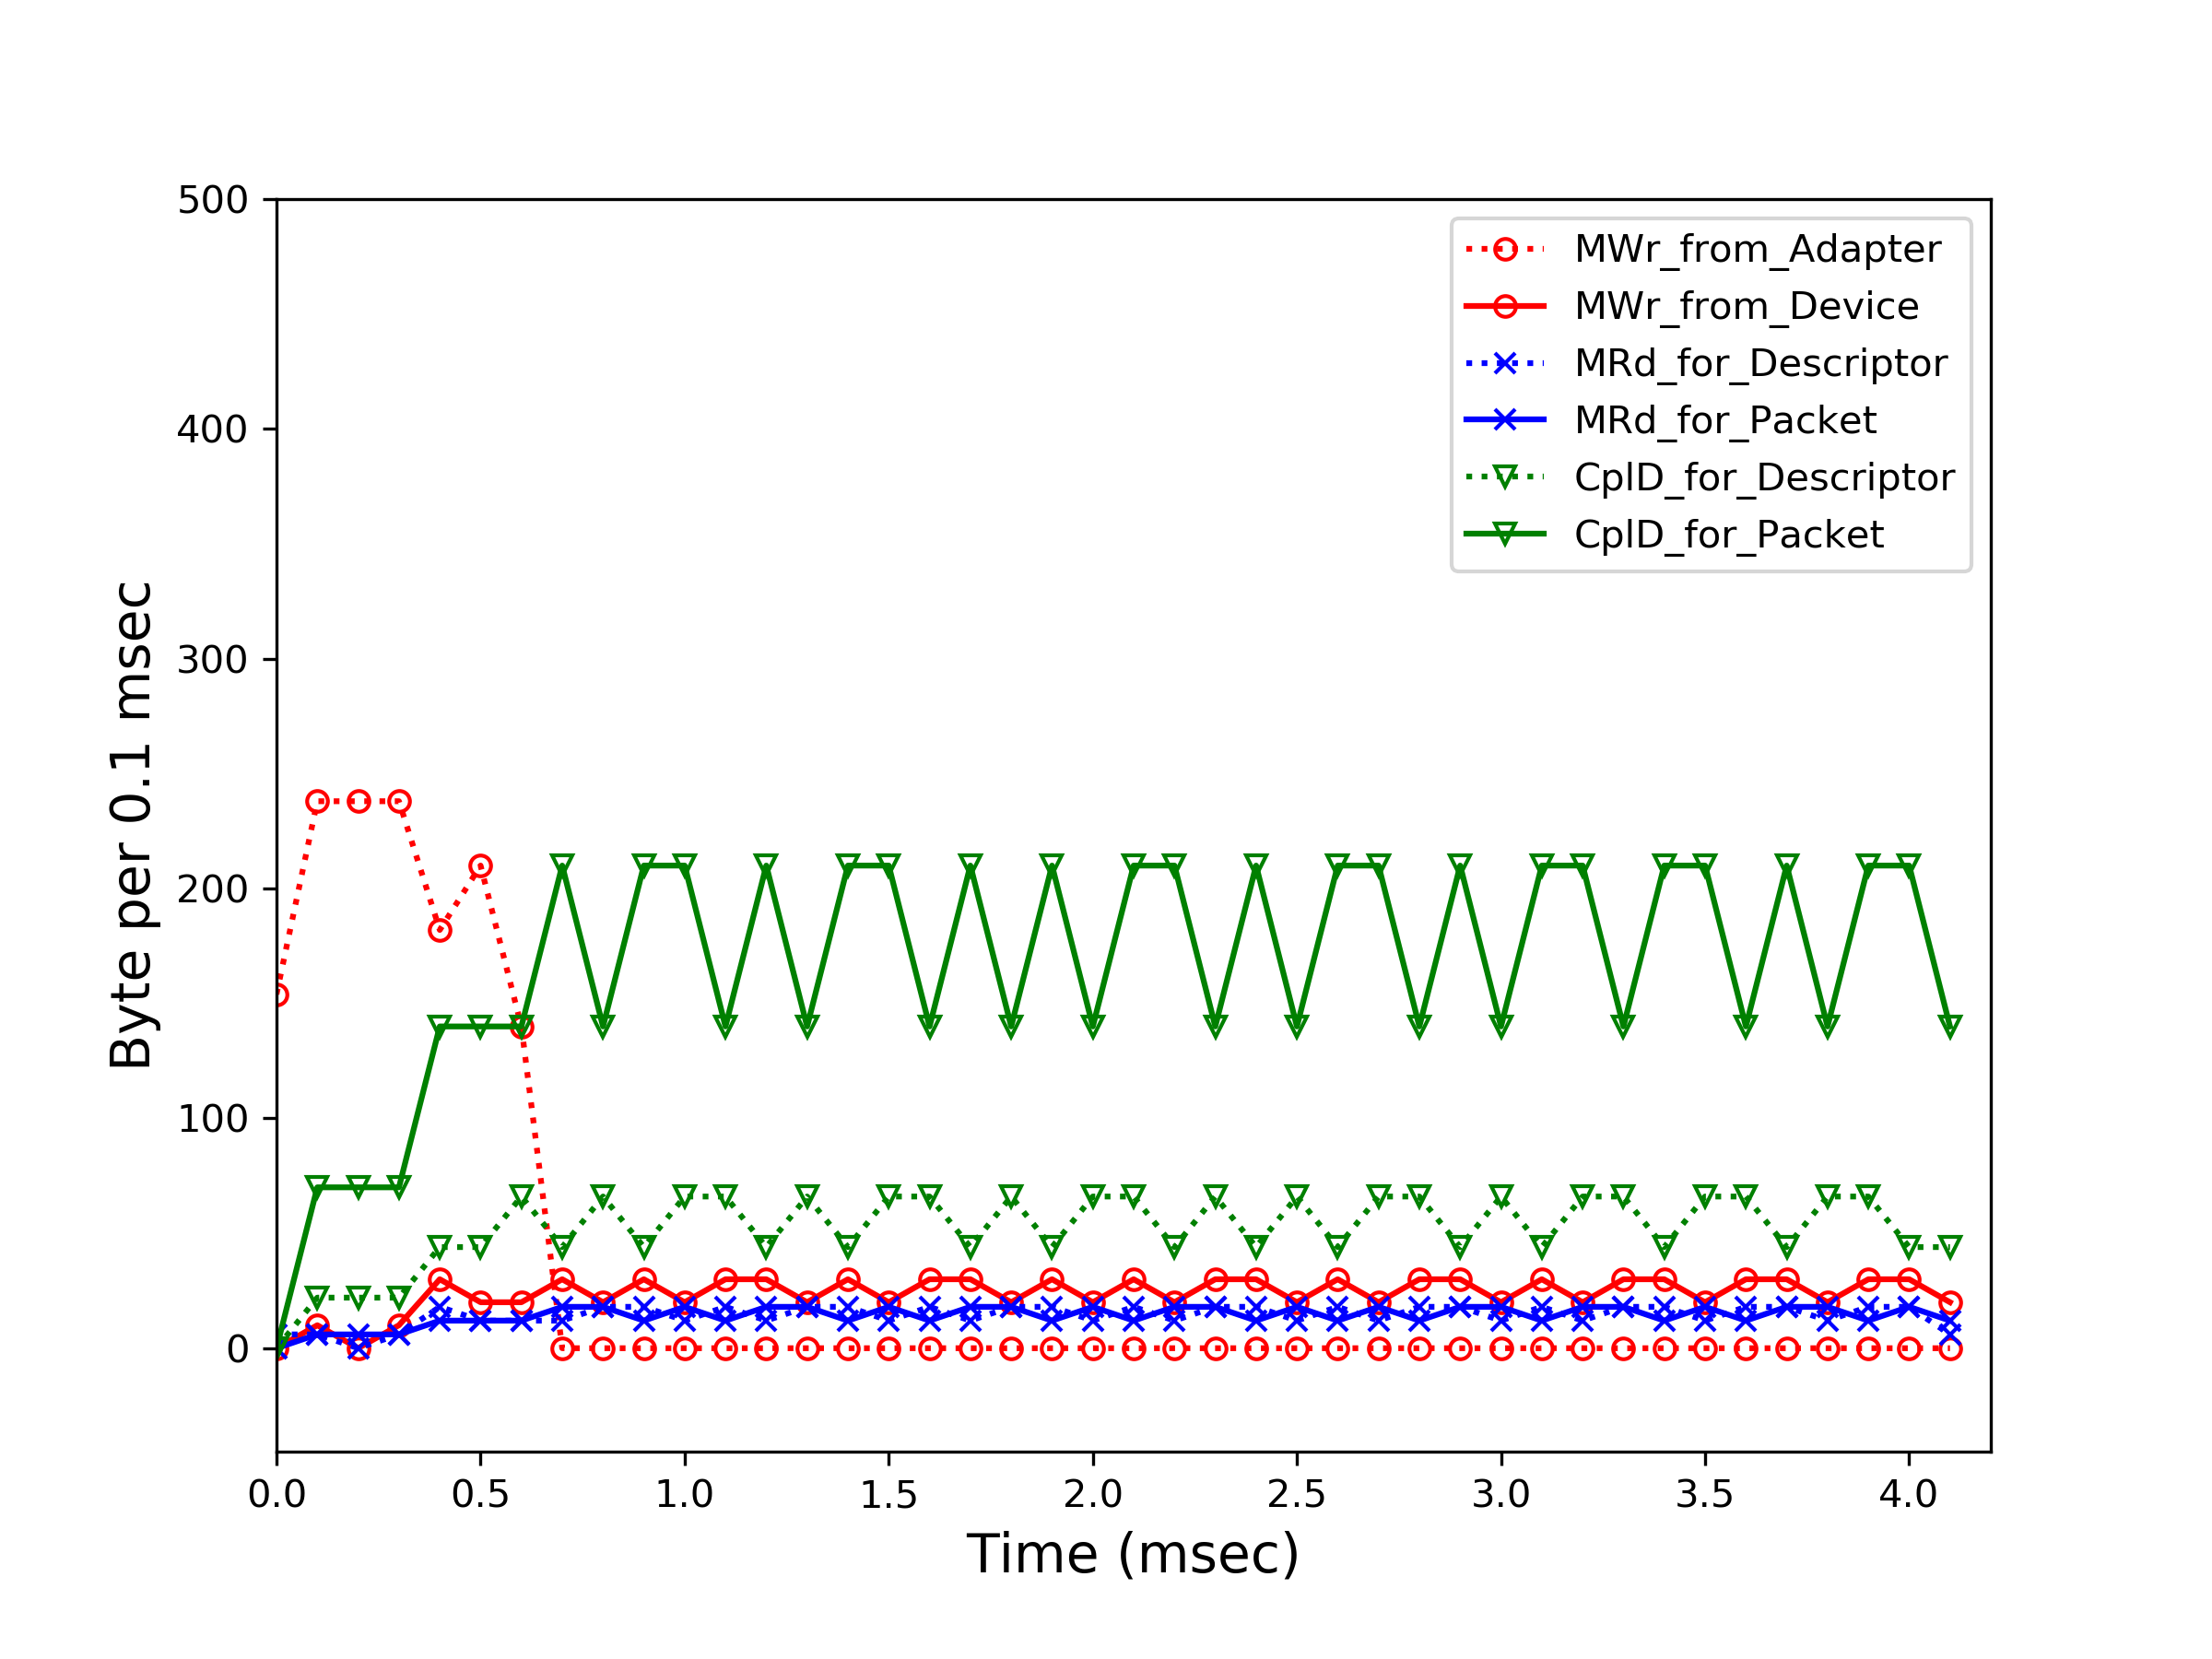 500
400
300
200
100
0
Byte per 0.1 msec
MWr_from_Adapter
MWr_from_Device
MRd_for_Descriptor
MRd_for_Packet
CplD_for_Descriptor
CplD_for_Packet
0.0 0.5 1.0 1.5 2.0 2.5 3.0 3.5 4.0
Time (msec)